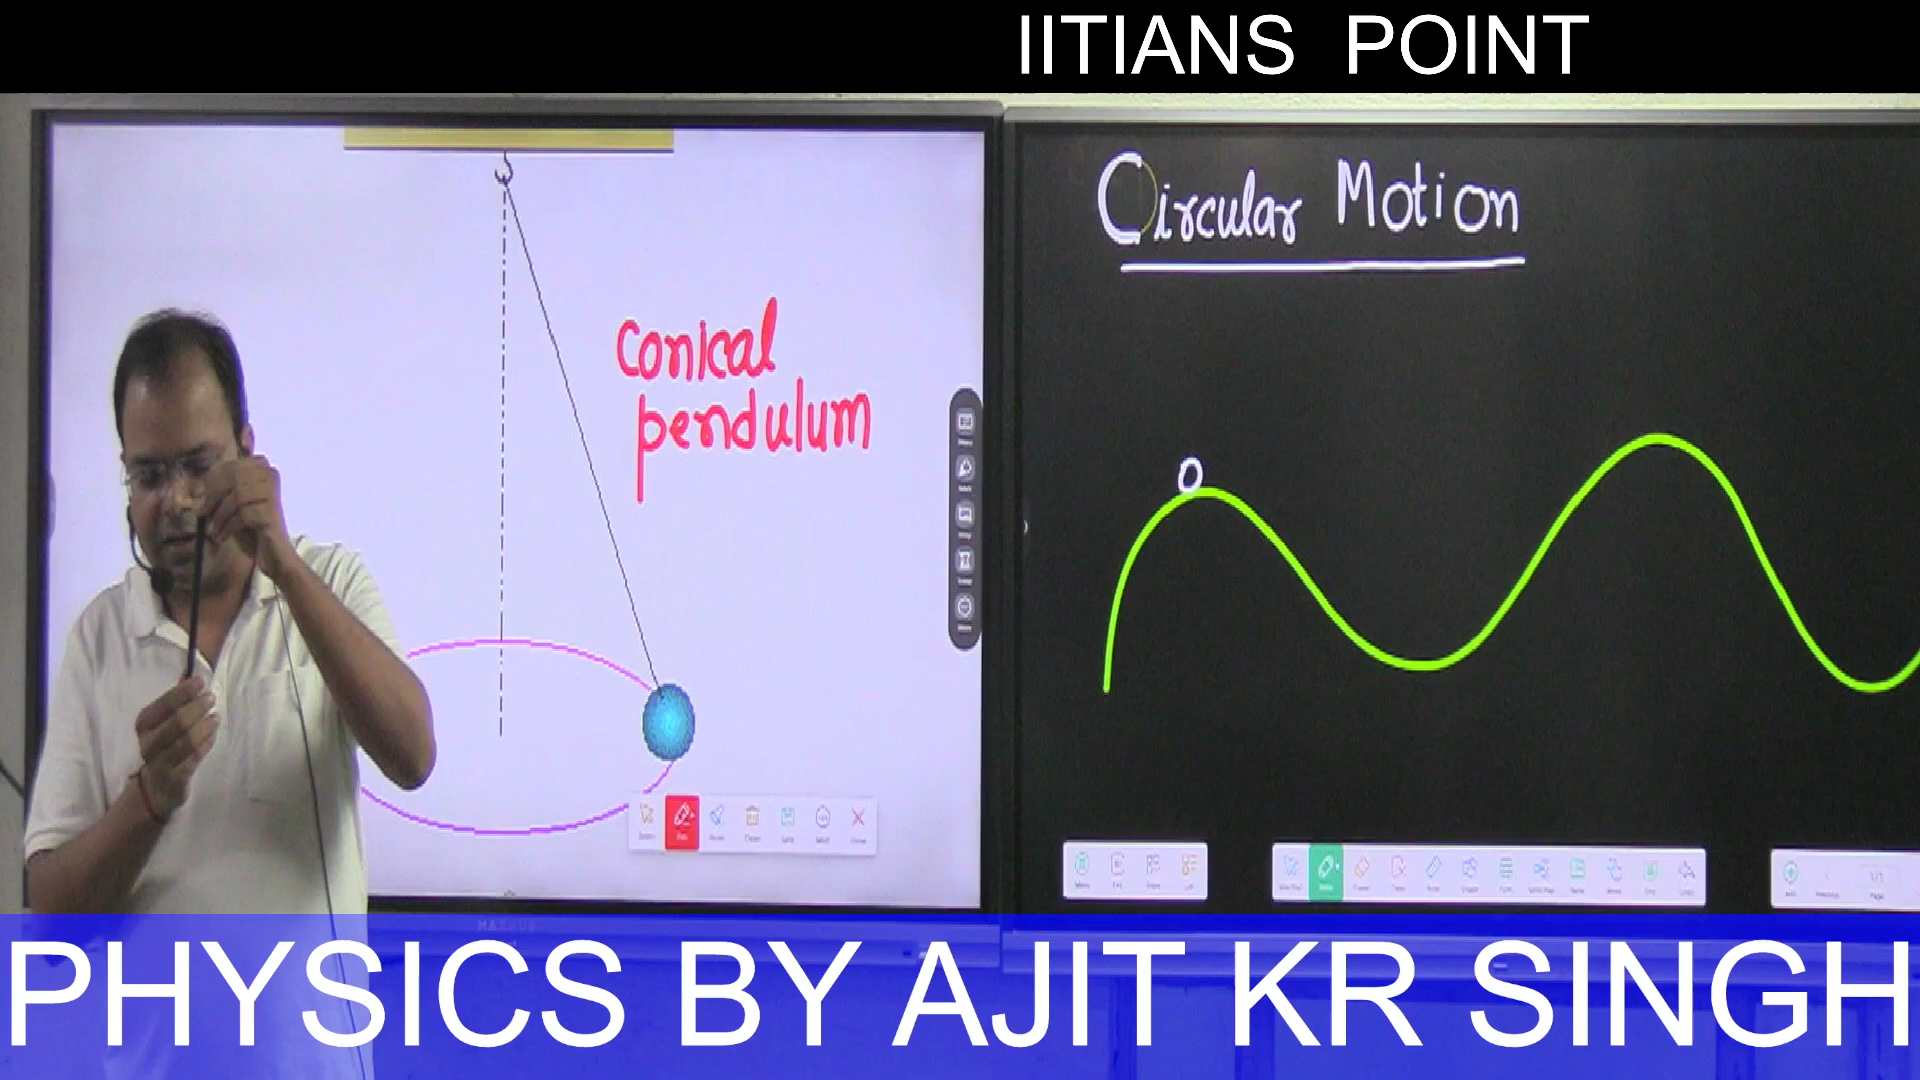 IITIANS POINT
Conical
pendulum
Circular Motion
PHYSICS BY AJIT KR SINGH